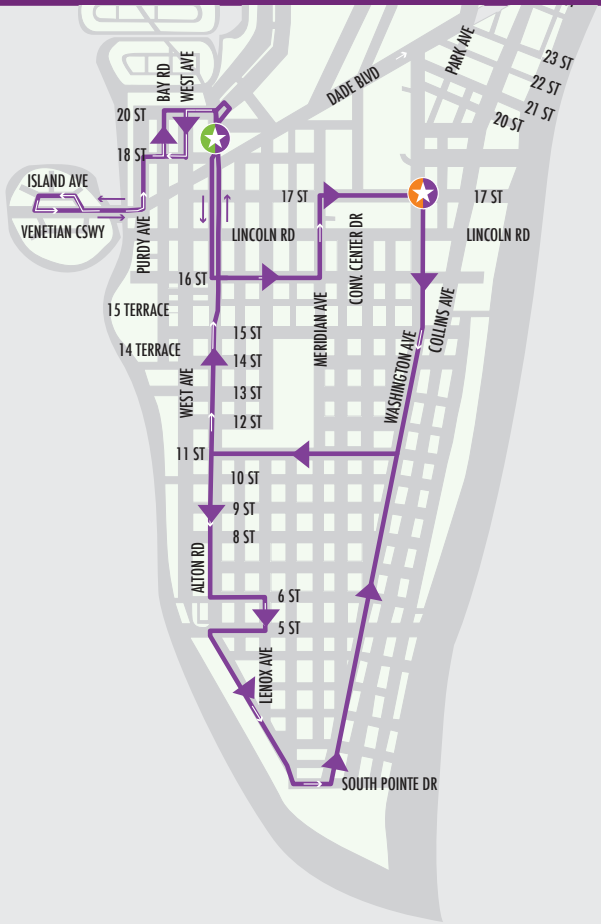 BAY RD
WEST AVE
PARK AVE
23 ST
22 ST
21 ST
20 ST
DADE BLVD
20 ST
18 ST
ISLAND AVE
VENETIAN CSWY
PURDY AVE
17 ST
17 ST
LINCOLN RD
LINCOLN RD
CONV. CENTER DR
16 ST
MERIDIAN AVE
COLLINS AVE
15 TERRACE
14 TERRACE
15 ST
14 ST
WASHINGTON AVE
WEST AVE
13 ST
12 ST
11 ST
10 ST
9 ST
8 ST
ALTON RD
6 ST
5 ST
LENOX AVE
SOUTH POINTE DR